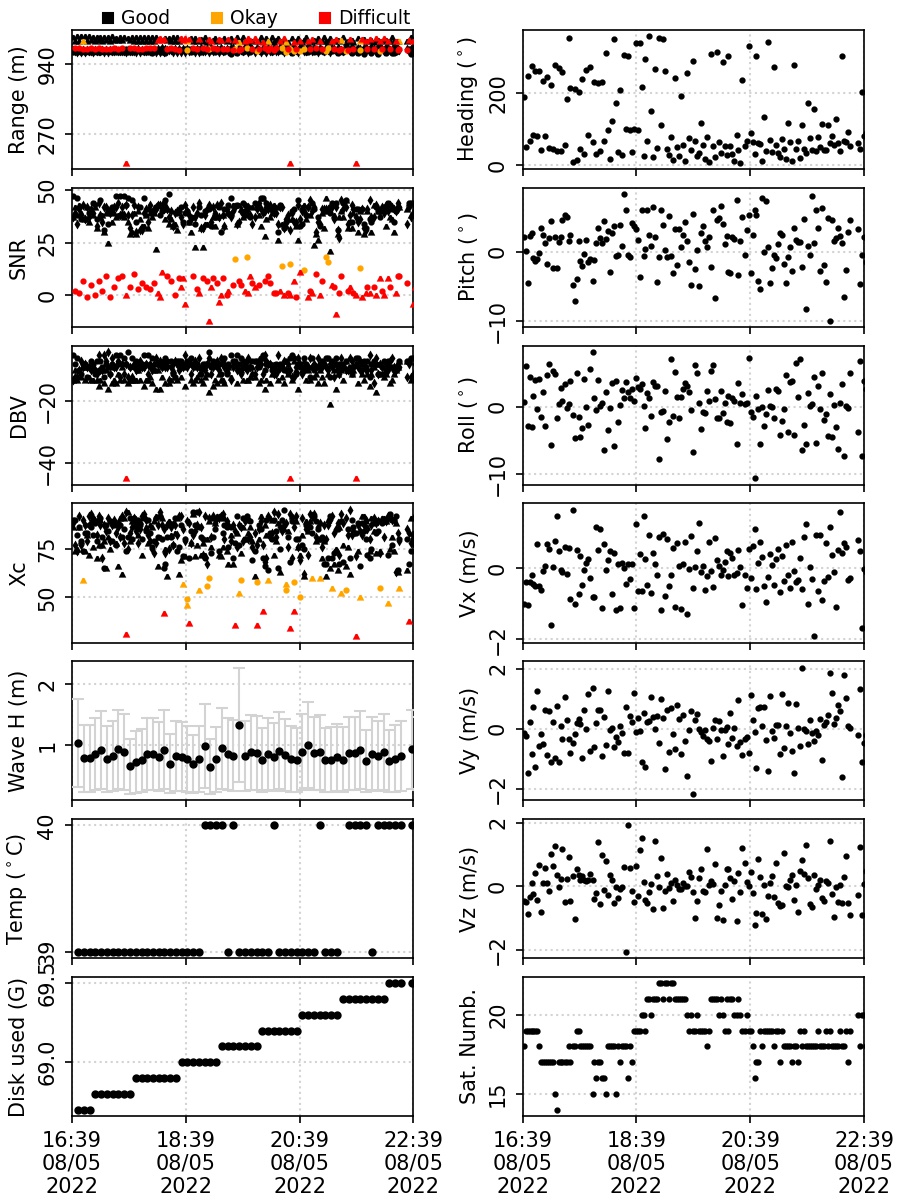 Good Okay Difficult
Range (m)
940
270
Heading (°)
200
0
SNR
50
25
0
Pitch (°)
0
−10
DBV
−20
−40
Roll (°)
0
−10
Xc
75
50
Vx (m/s)
0
−2
Wave H (m)
2
1
Vy (m/s)
2
0
−2
Temp (°C)
40
39
Vz (m/s)
2
0
−2
Disk used (G)
69.5
69.0
Sat. Numb.
20
15
16:39 18:39 20:39 22:39
08/05 08/05 08/05 08/05
2022 2022 2022 2022
16:39 18:39 20:39 22:39
08/05 08/05 08/05 08/05
2022 2022 2022 2022